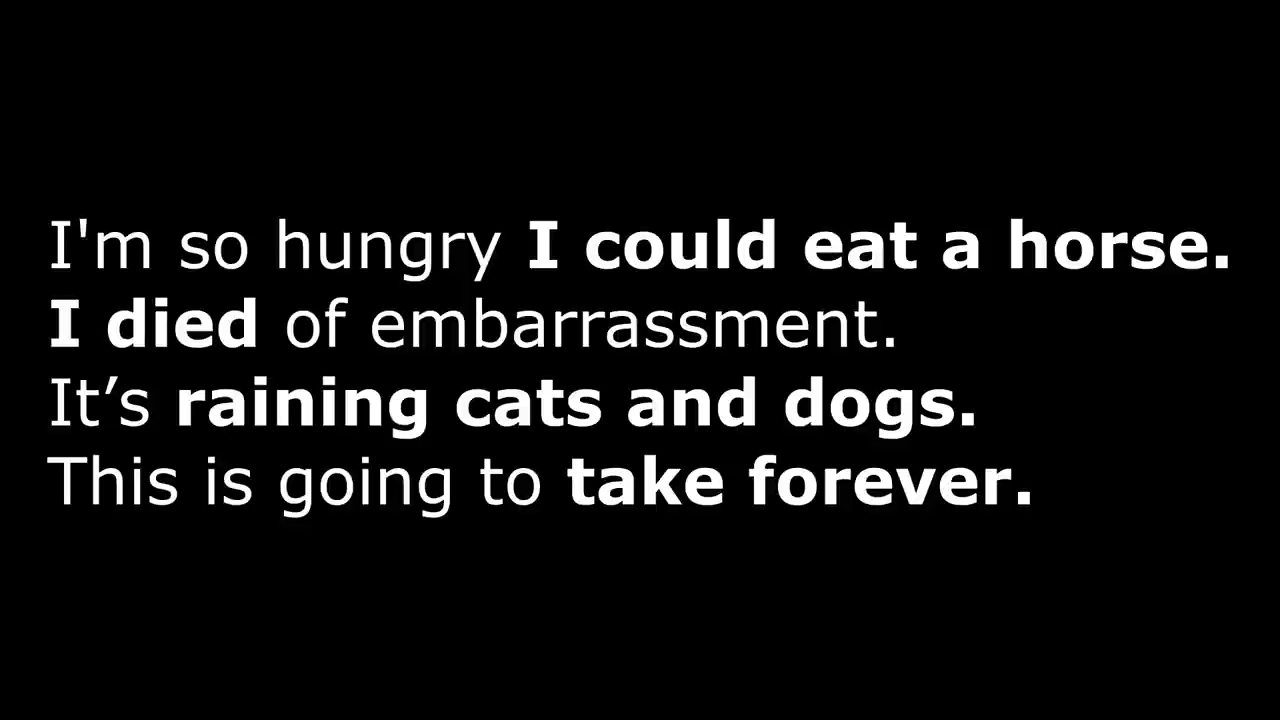 I'm so hungry I could eat a horse.
I died of embarrassment.
It’s raining cats and dogs.
This is going to take forever.